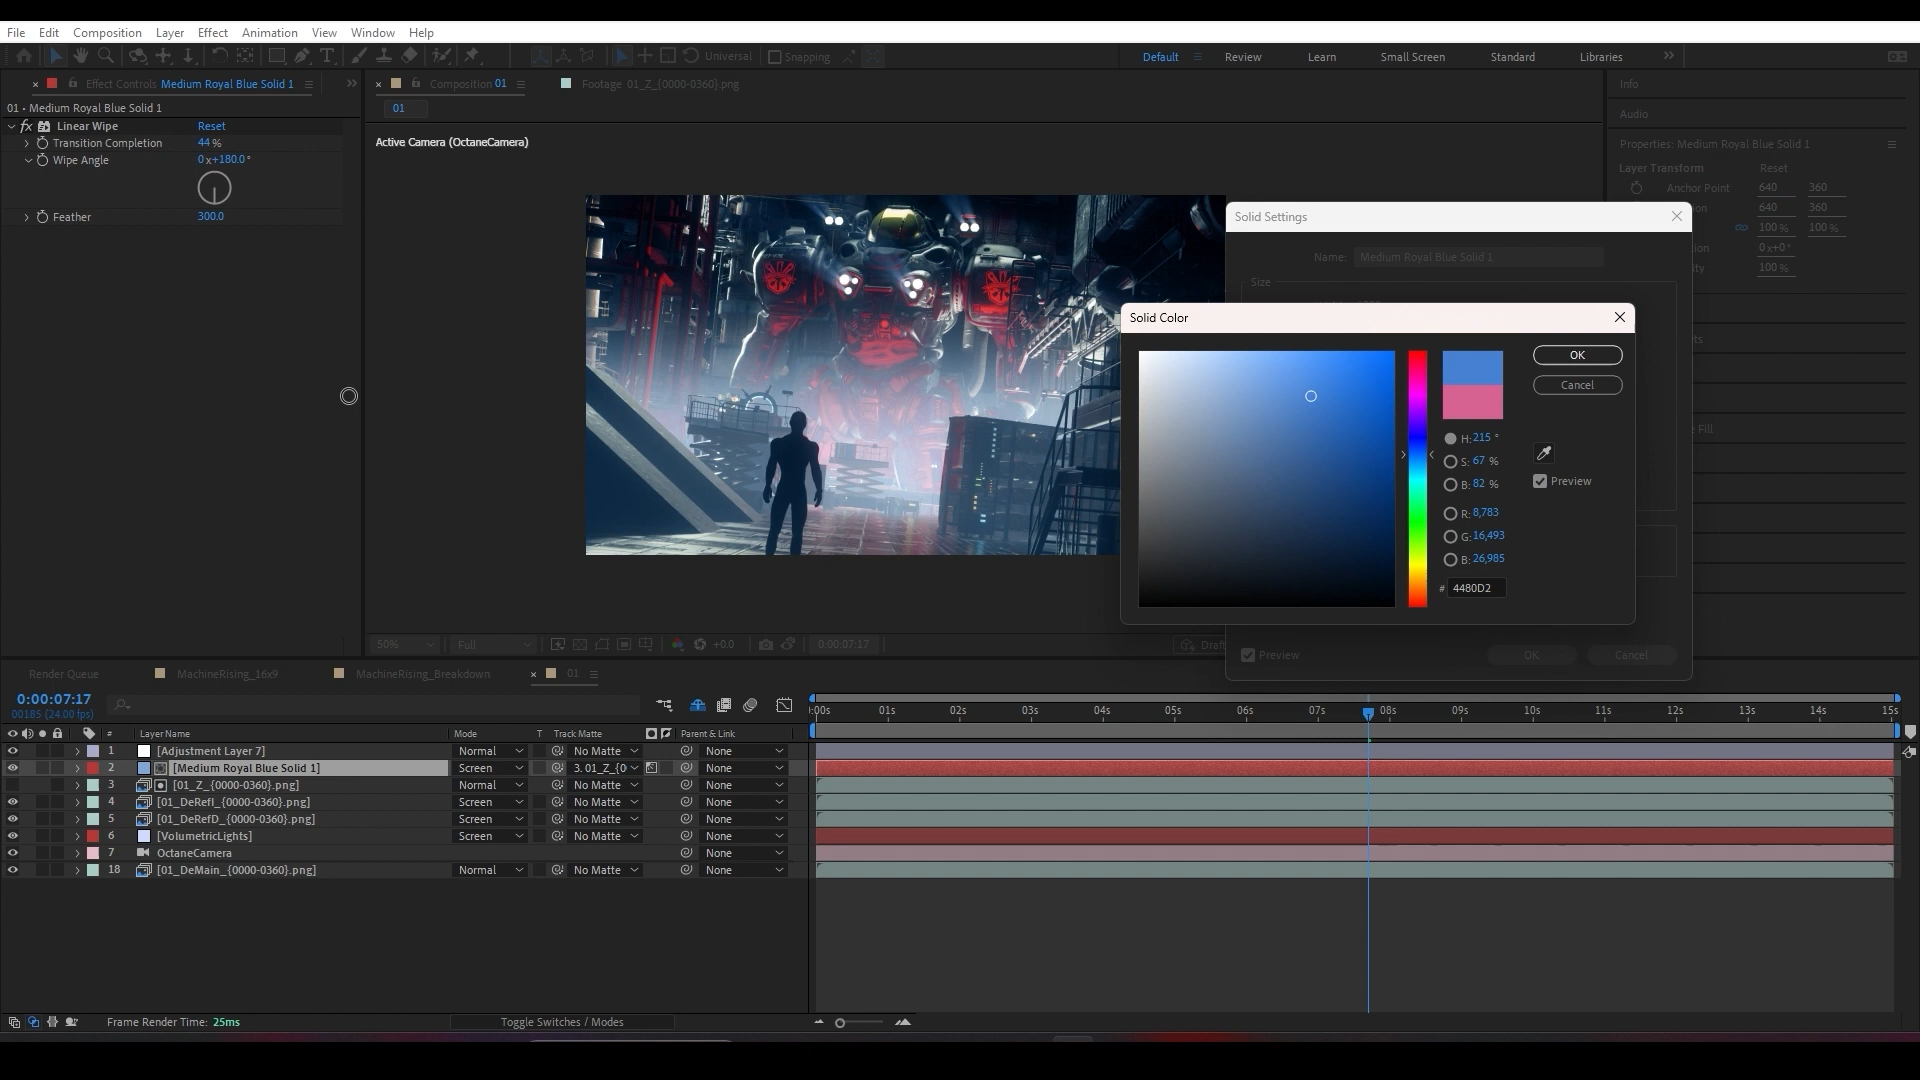 File Edit Composition Layer Effect Animation View Window Help
Universal Snapping Default Review Learn Small Screen Standard Libraries
Effect Controls Medium Royal Blue Solid 1
01 • Medium Royal Blue Solid 1
fx Linear Wipe Reset
Transition Completion 44 %
Wipe Angle 0 x+180.0 °
Feather 300.0
Composition 01 Footage 01_Z_{0000-0360}.png
01
Active Camera (OctaneCamera)
50% Full +0.0 0:00:07:17 Draft
Info
Audio
Properties: Medium Royal Blue Solid 1
Layer Transform Reset
Anchor Point 640 360
640 360
100 % 100 %
0 x+0 °
100 %
Fill
Solid Settings
Name: Medium Royal Blue Solid 1
Size
Preview OK Cancel
Solid Color
OK
Cancel
H: 215 °
S: 67 %
B: 82 %
Preview
R: 8,783
G: 16,493
B: 26,985
# 4480D2
Render Queue MachineRising_16x9 MachineRising_Breakdown 01
0:00:07:17
00185 (24.00 fps)
:00s 01s 02s 03s 04s 05s 06s 07s 08s 09s 10s 11s 12s 13s 14s 15s
# Layer Name Mode T Track Matte Parent & Link
1 [Adjustment Layer 7] Normal No Matte None
2 [Medium Royal Blue Solid 1] Screen 3. 01_Z_{0 None
3 [01_Z_{0000-0360}.png] Normal No Matte None
4 [01_DeRefI_{0000-0360}.png] Screen No Matte None
5 [01_DeRefD_{0000-0360}.png] Screen No Matte None
6 [VolumetricLights] Screen No Matte None
7 OctaneCamera None
18 [01_DeMain_{0000-0360}.png] Normal No Matte None
Frame Render Time: 25ms Toggle Switches / Modes